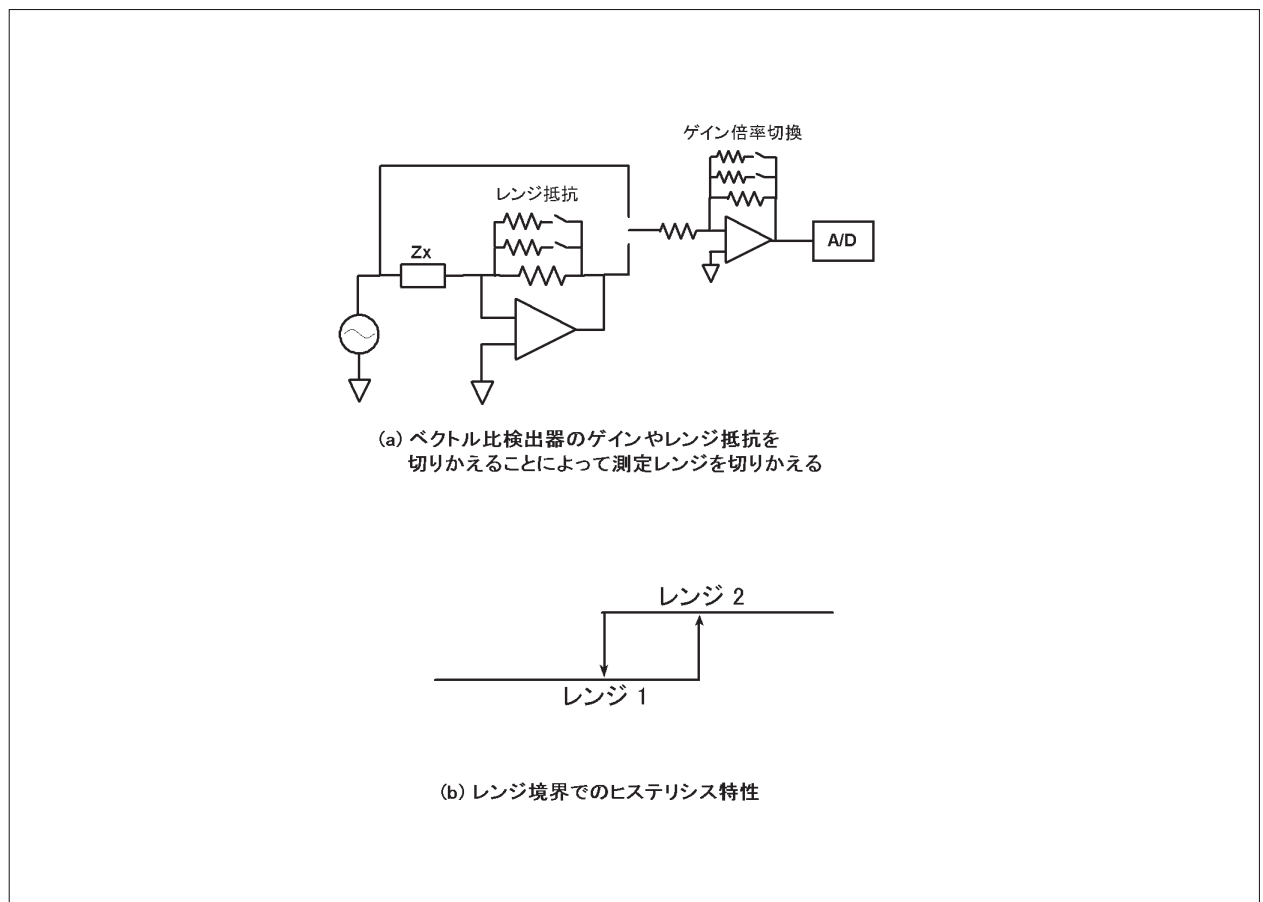 ゲイン倍率切換
レンジ抵抗
Zx
A/D
(a) ベクトル比検出器のゲインやレンジ抵抗を
切りかえることによって測定レンジを切りかえる
レンジ 2
レンジ 1
(b) レンジ境界でのヒステリシス特性